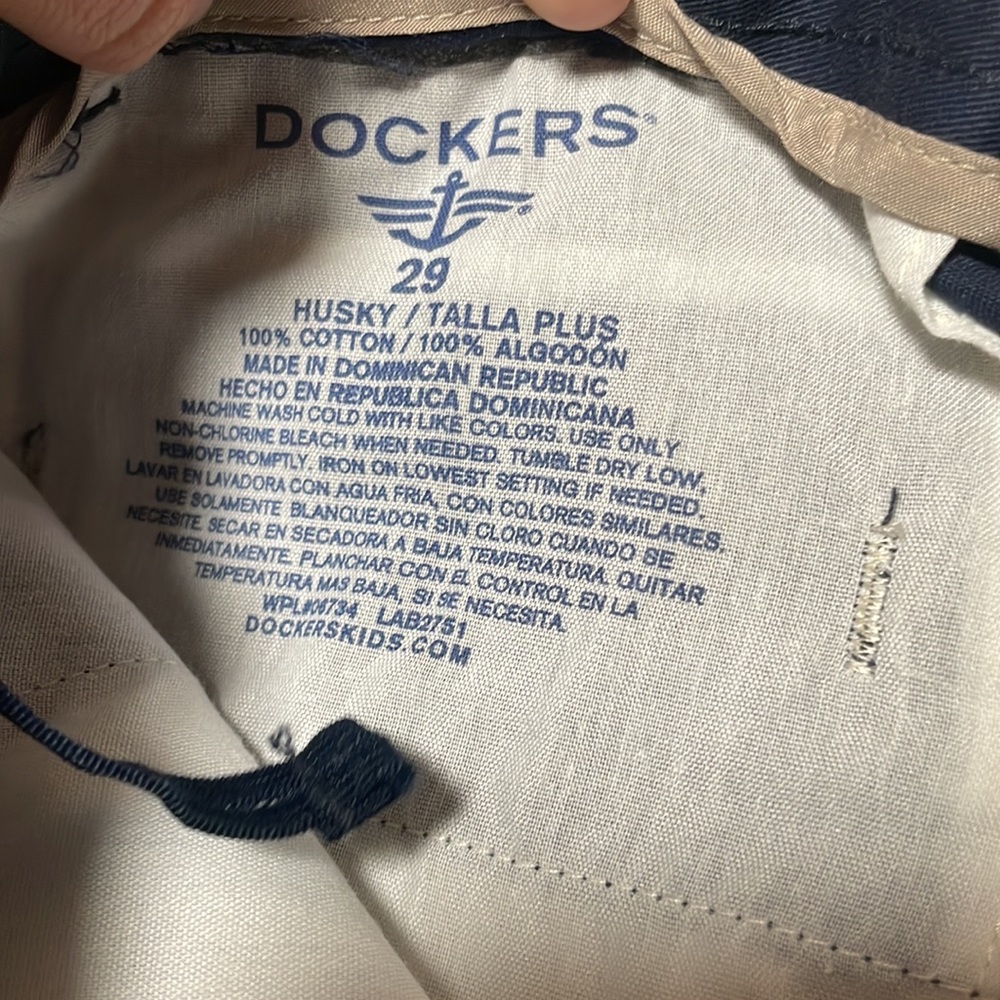 DOCKERS®
29
HUSKY / TALLA PLUS
100% COTTON / 100% ALGODÓN
MADE IN DOMINICAN REPUBLIC
HECHO EN REPUBLICA DOMINICANA
MACHINE WASH COLD WITH LIKE COLORS. USE ONLY
NON-CHLORINE BLEACH WHEN NEEDED. TUMBLE DRY LOW,
REMOVE PROMPTLY. IRON ON LOWEST SETTING IF NEEDED.
LAVAR EN LAVADORA CON AGUA FRIA, CON COLORES SIMILARES.
USE SOLAMENTE BLANQUEADOR SIN CLORO CUANDO SE
NECESITE. SECAR EN SECADORA A BAJA TEMPERATURA. QUITAR
INMEDIATAMENTE. PLANCHAR CON EL CONTROL EN LA
TEMPERATURA MAS BAJA, SI SE NECESITA.
WPL#06734 LAB2751
DOCKERSKIDS.COM